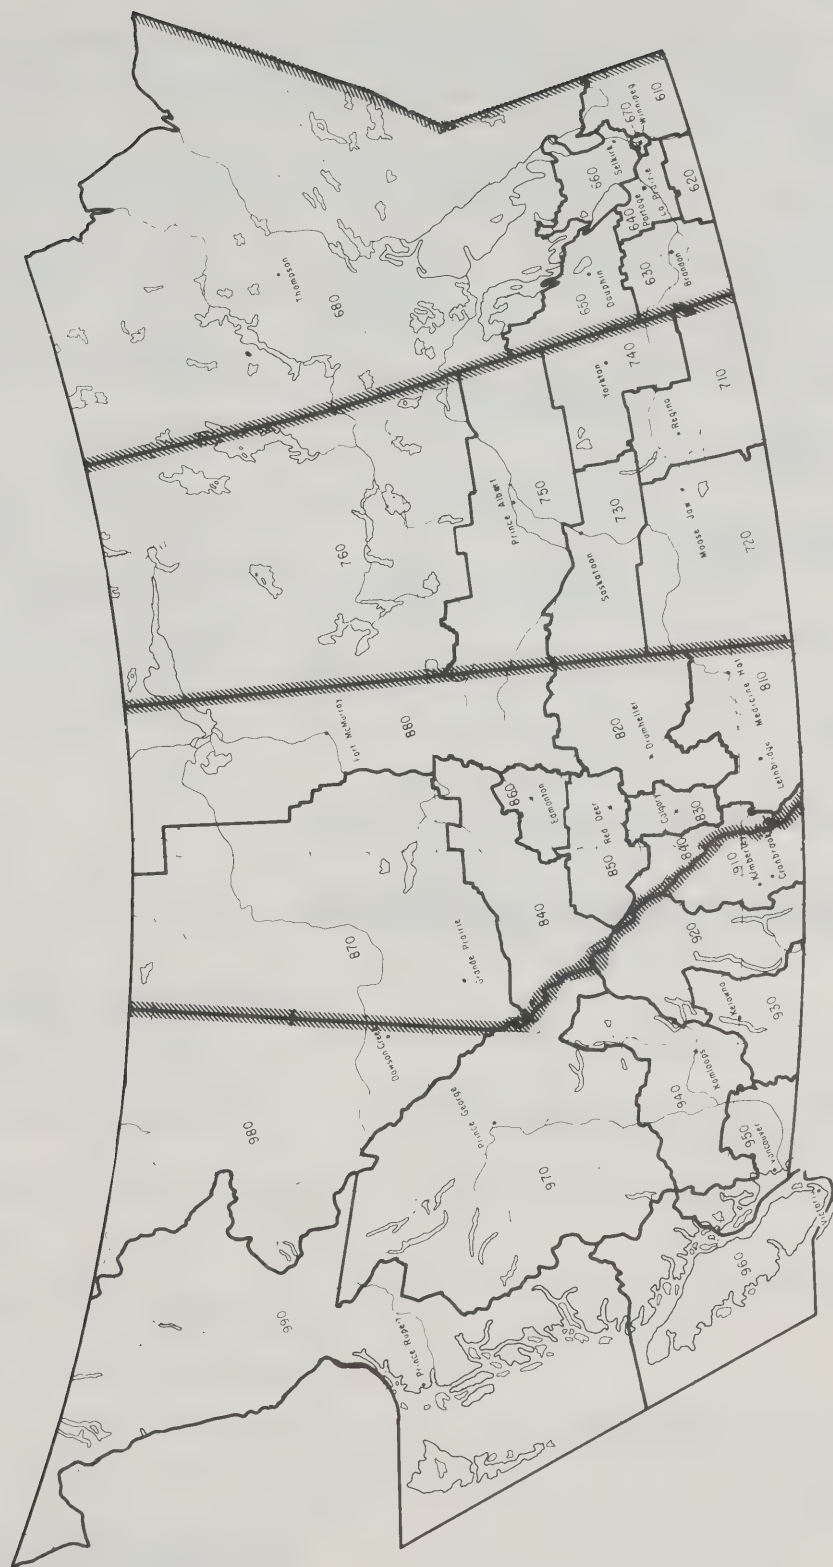 990
Prince Rupert
960
Victoria
980
Dawson Creek
Prince George
970
940
Kamloops
950
Vancouver
Kelowna
930
920
910
Kimberley
Cranbrook
870
Grande Prairie
840
840
850
Red Deer
860
Edmonton
Calgary
830
Fort McMurray
880
820
Drumheller
Lethbridge
Medicine Hat
810
760
Prince Albert
750
Saskatoon
730
Moose Jaw
720
Yorkton
740
Regina
710
Thompson
680
650
Dauphin
630
Brandon
660
Selkirk
640
Portage
La Prairie
620
670
Winnipeg
610